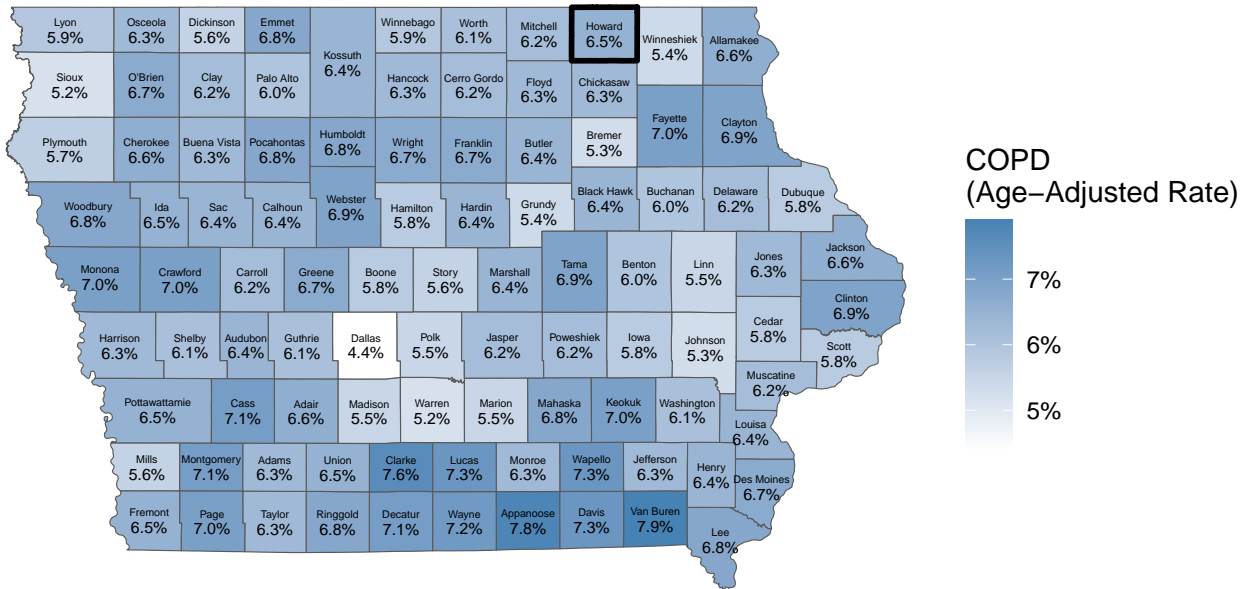 Lyon
5.9%
Osceola
6.3%
Dickinson
5.6%
Emmet
6.8%
Kossuth
6.4%
Winnebago
5.9%
Worth
6.1%
Mitchell
6.2%
Howard
6.5%
Winneshiek
5.4%
Allamakee
6.6%
Sioux
5.2%
O'Brien
6.7%
Clay
6.2%
Palo Alto
6.0%
Hancock
6.3%
Cerro Gordo
6.2%
Floyd
6.3%
Chickasaw
6.3%
Fayette
7.0%
Clayton
6.9%
Plymouth
5.7%
Cherokee
6.6%
Buena Vista
6.3%
Pocahontas
6.8%
Humboldt
6.8%
Wright
6.7%
Franklin
6.7%
Butler
6.4%
Bremer
5.3%
Woodbury
6.8%
Ida
6.5%
Sac
6.4%
Calhoun
6.4%
Webster
6.9%
Hamilton
5.8%
Hardin
6.4%
Grundy
5.4%
Black Hawk
6.4%
Buchanan
6.0%
Delaware
6.2%
Dubuque
5.8%
Monona
7.0%
Crawford
7.0%
Carroll
6.2%
Greene
6.7%
Boone
5.8%
Story
5.6%
Marshall
6.4%
Tama
6.9%
Benton
6.0%
Linn
5.5%
Jones
6.3%
Jackson
6.6%
Clinton
6.9%
Harrison
6.3%
Shelby
6.1%
Audubon
6.4%
Guthrie
6.1%
Dallas
4.4%
Polk
5.5%
Jasper
6.2%
Poweshiek
6.2%
Iowa
5.8%
Johnson
5.3%
Cedar
5.8%
Scott
5.8%
Muscatine
6.2%
Pottawattamie
6.5%
Cass
7.1%
Adair
6.6%
Madison
5.5%
Warren
5.2%
Marion
5.5%
Mahaska
6.8%
Keokuk
7.0%
Washington
6.1%
Louisa
6.4%
Mills
5.6%
Montgomery
7.1%
Adams
6.3%
Union
6.5%
Clarke
7.6%
Lucas
7.3%
Monroe
6.3%
Wapello
7.3%
Jefferson
6.3%
Henry
6.4%
Des Moines
6.7%
Fremont
6.5%
Page
7.0%
Taylor
6.3%
Ringgold
6.8%
Decatur
7.1%
Wayne
7.2%
Appanoose
7.8%
Davis
7.3%
Van Buren
7.9%
Lee
6.8%
COPD
(Age−Adjusted Rate)
7%
6%
5%